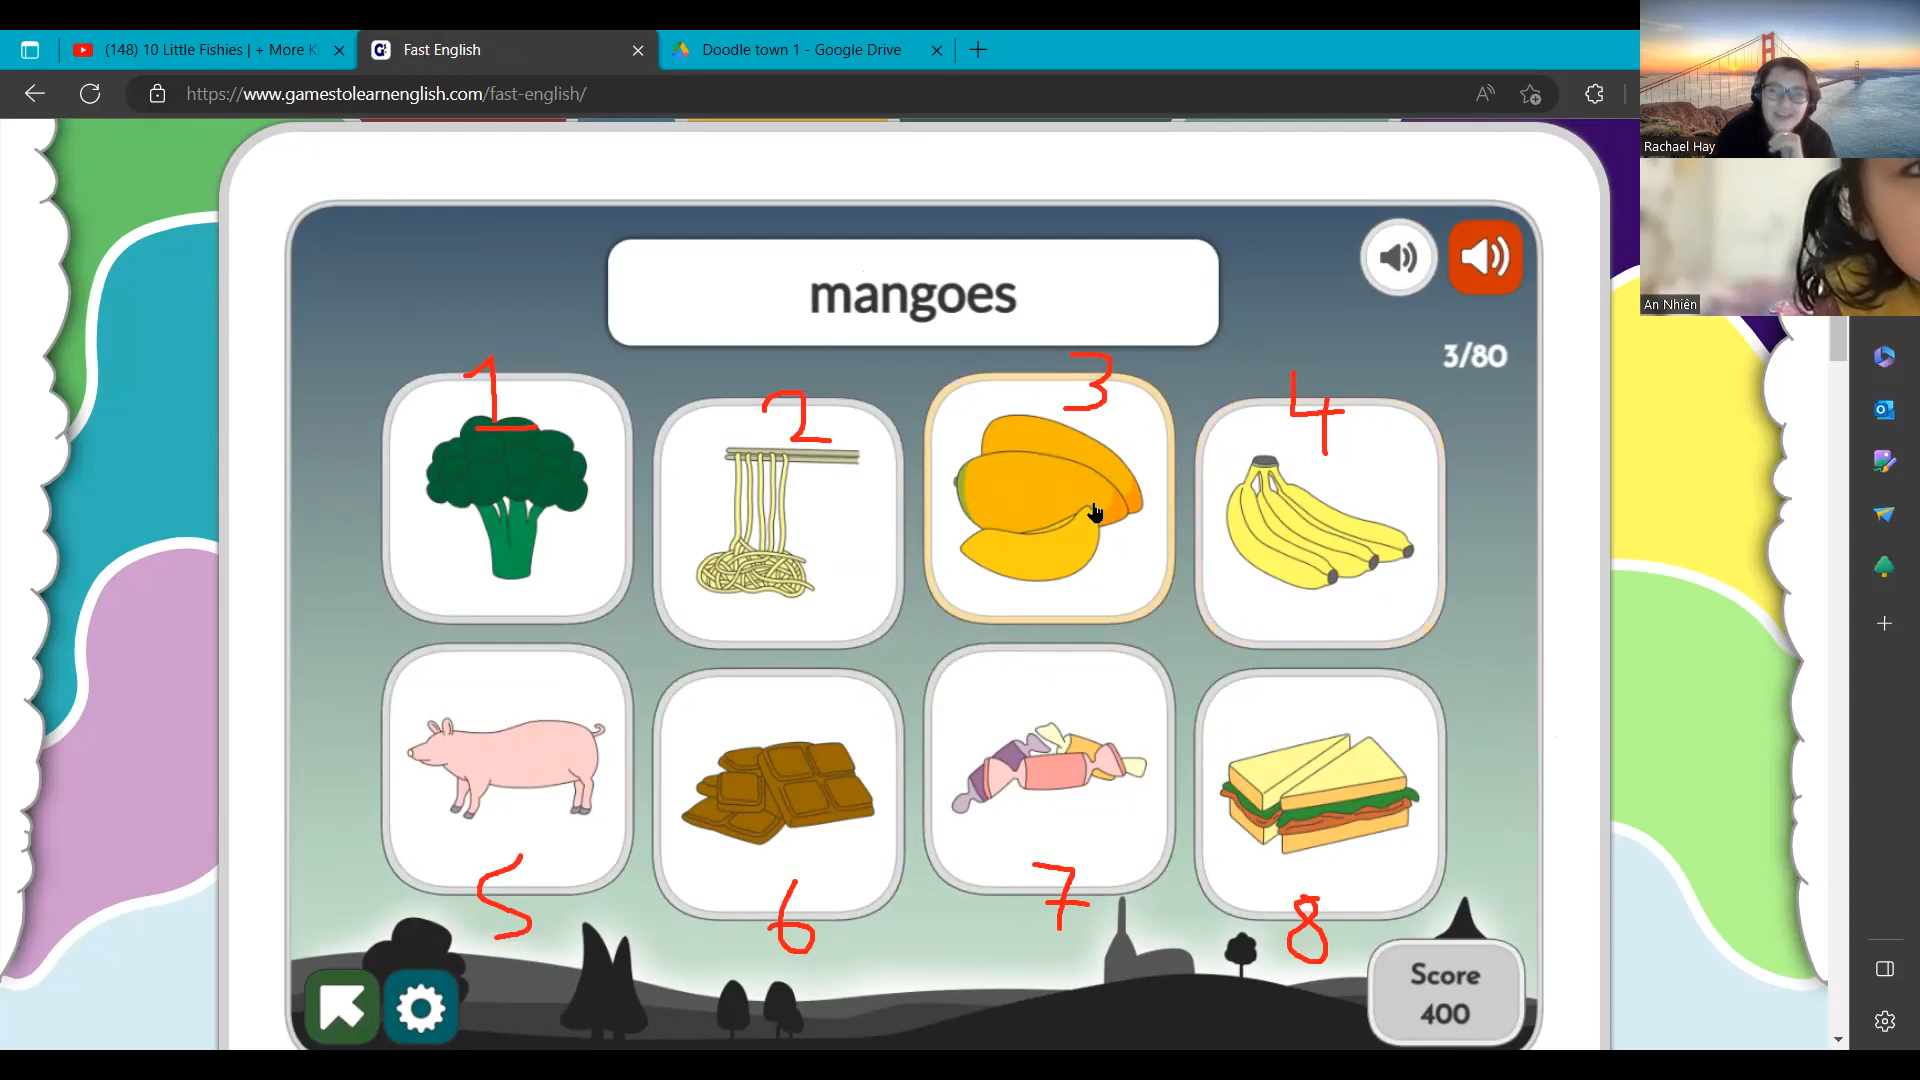 (148) 10 Little Fishies | + More Ki
Fast English
Doodle town 1 - Google Drive
https://www.gamestolearnenglish.com/fast-english/
Rachael Hay
An Nhiên
mangoes
3/80
1
2
3
4
5
6
7
8
Score
400